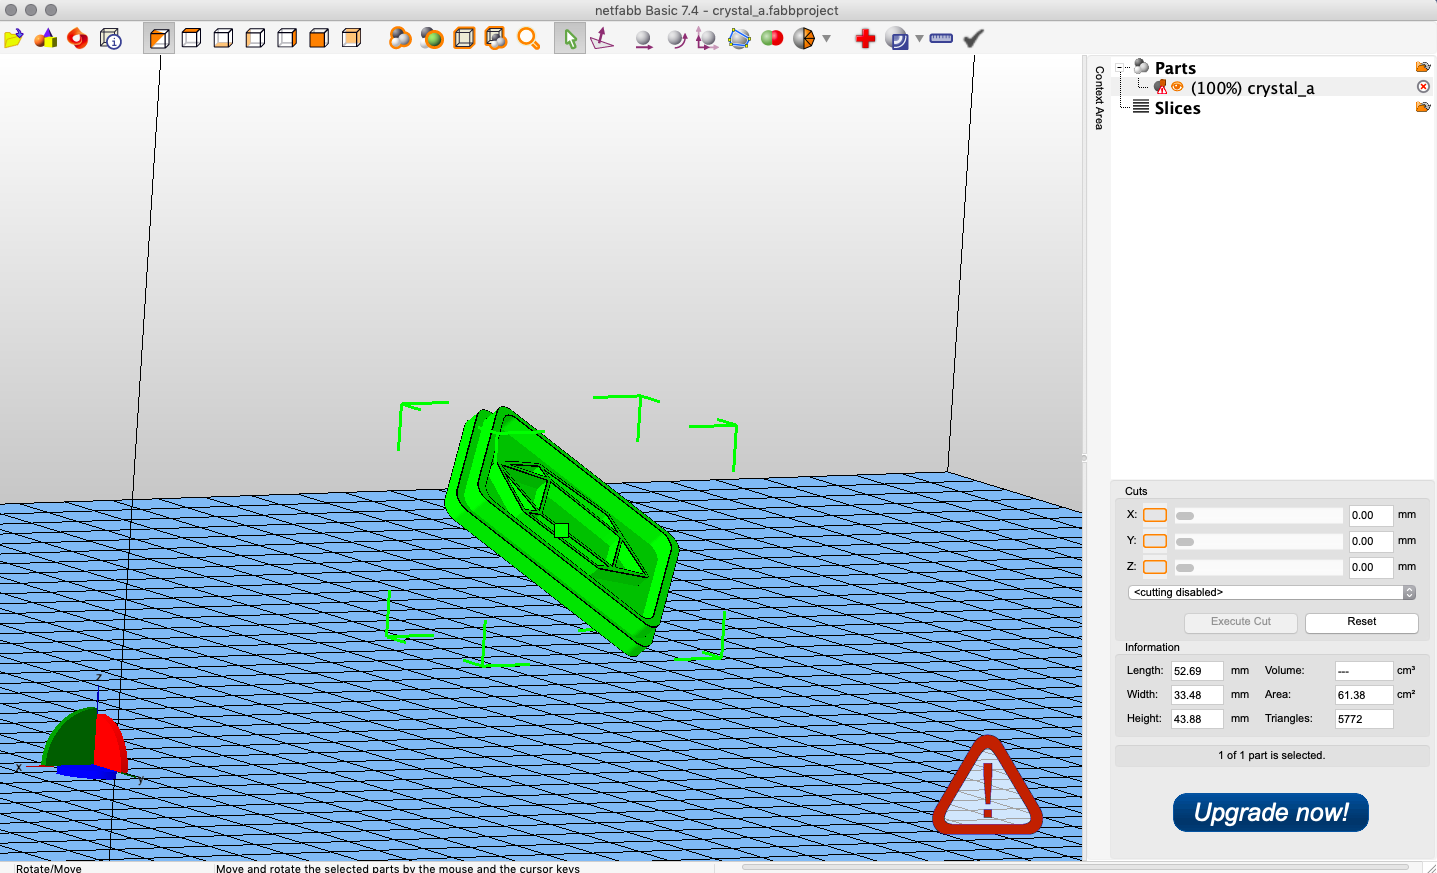 netfabb Basic 7.4 - crystal_a.fabbproject
Context Area
Parts
(100%) crystal_a
Slices
Cuts
X: 0.00 mm
Y: 0.00 mm
Z: 0.00 mm
<cutting disabled>
Execute Cut Reset
Information
Length: 52.69 mm Volume: --- cm³
Width: 33.48 mm Area: 61.38 cm²
Height: 43.88 mm Triangles: 5772
1 of 1 part is selected.
Upgrade now!
Z
X
Y
Rotate/Move Move and rotate the selected parts by the mouse and the cursor keys